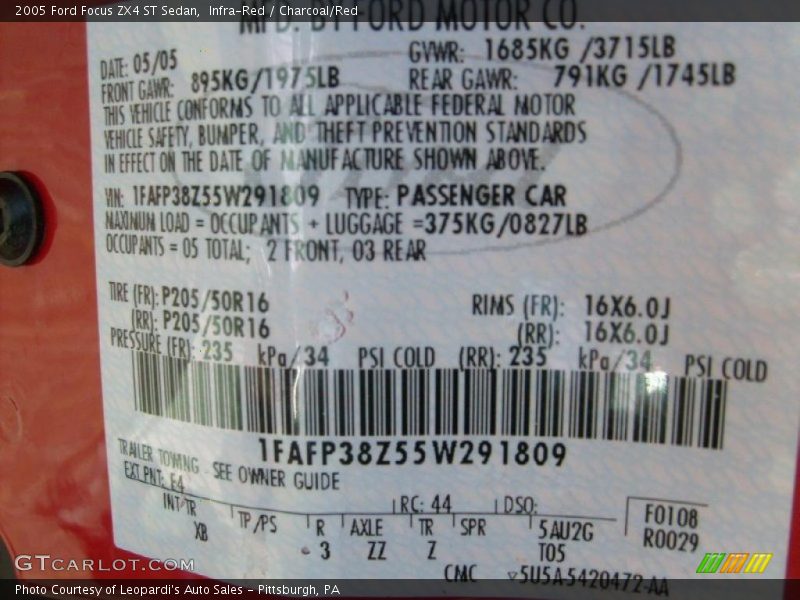 2005 Ford Focus ZX4 ST Sedan,  Infra-Red / Charcoal/Red
MFD. BY FORD MOTOR CO.
DATE: 05/05 GVWR: 1685KG /3715LB
FRONT GAWR: 895KG/1975LB REAR GAWR: 791KG /1745LB
THIS VEHICLE CONFORMS TO ALL APPLICABLE FEDERAL MOTOR
VEHICLE SAFETY, BUMPER, AND THEFT PREVENTION STANDARDS
IN EFFECT ON THE DATE OF MANUFACTURE SHOWN ABOVE.
VIN: 1FAFP38Z55W291809 TYPE: PASSENGER CAR
MAXIMUM LOAD = OCCUPANTS + LUGGAGE =375KG/0827LB
OCCUPANTS = 05 TOTAL; 2 FRONT, 03 REAR
TIRE (FR): P205/50R16 RIMS (FR): 16X6.0J
(RR): P205/50R16 (RR): 16X6.0J
PRESSURE (FR): 235 kPa/34 PSI COLD (RR): 235 kPa/34 PSI COLD
1FAFP38Z55W291809
TRAILER TOWING - SEE OWNER GUIDE
EXT PNT: F4 RC: 44 DSO:
INT/TR TP/PS R AXLE TR SPR 5AU2G F0108
XB 3 ZZ Z T05 R0029
CMC ▽5U5A5420472-AA
GTCARLOT.COM
Photo Courtesy of Leopardi's Auto Sales - Pittsburgh, PA